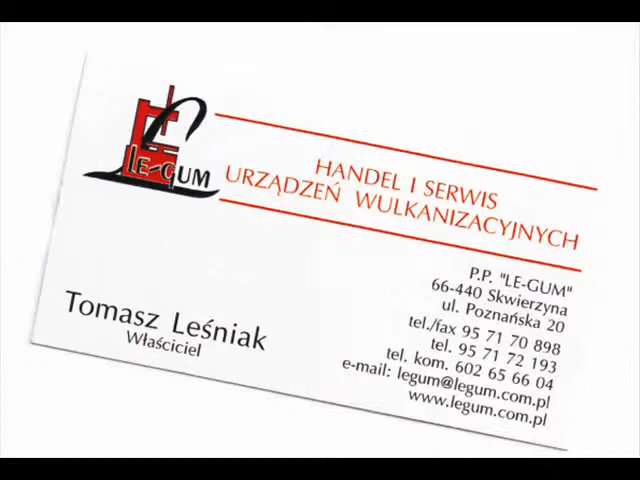 LE-GUM
HANDEL I SERWIS
URZĄDZEŃ WULKANIZACYJNYCH
P.P. "LE-GUM"
66-440 Skwierzyna
ul. Poznańska 20
tel./fax 95 71 70 898
tel. 95 71 72 193
tel. kom. 602 65 66 04
e-mail: legum@legum.com.pl
www.legum.com.pl
Tomasz Leśniak
Właściciel